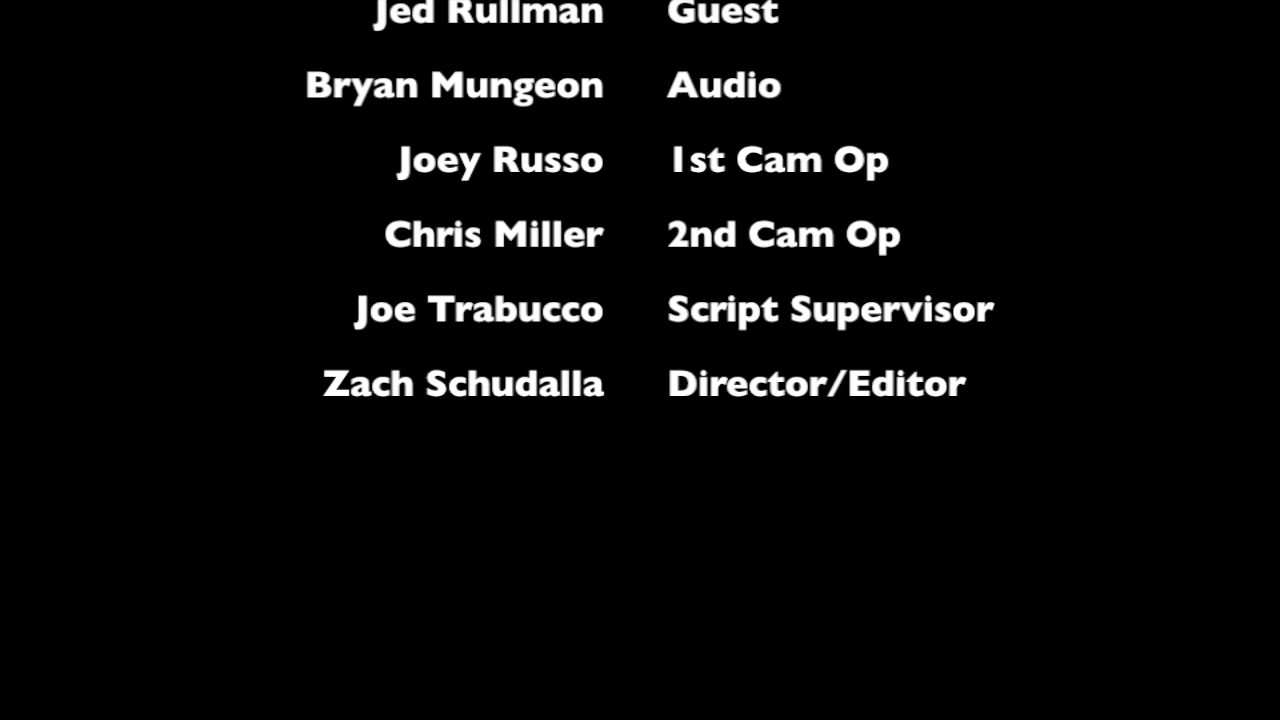 Jed Rullman Guest
Bryan Mungeon Audio
Joey Russo 1st Cam Op
Chris Miller 2nd Cam Op
Joe Trabucco Script Supervisor
Zach Schudalla Director/Editor